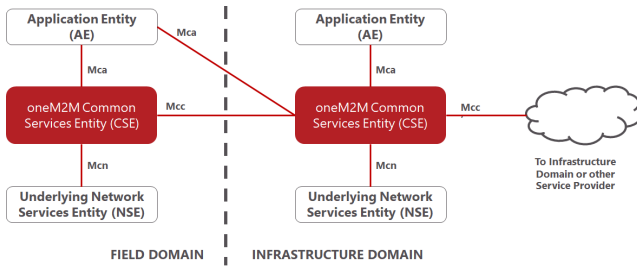 Application Entity
(AE)
Mca
Application Entity
(AE)
Mca
Mca
oneM2M Common
Services Entity (CSE)
Mcc
oneM2M Common
Services Entity (CSE)
Mcc
Mcn
Mcn
To Infrastructure
Domain or other
Service Provider
Underlying Network
Services Entity (NSE)
Underlying Network
Services Entity (NSE)
FIELD DOMAIN
INFRASTRUCTURE DOMAIN